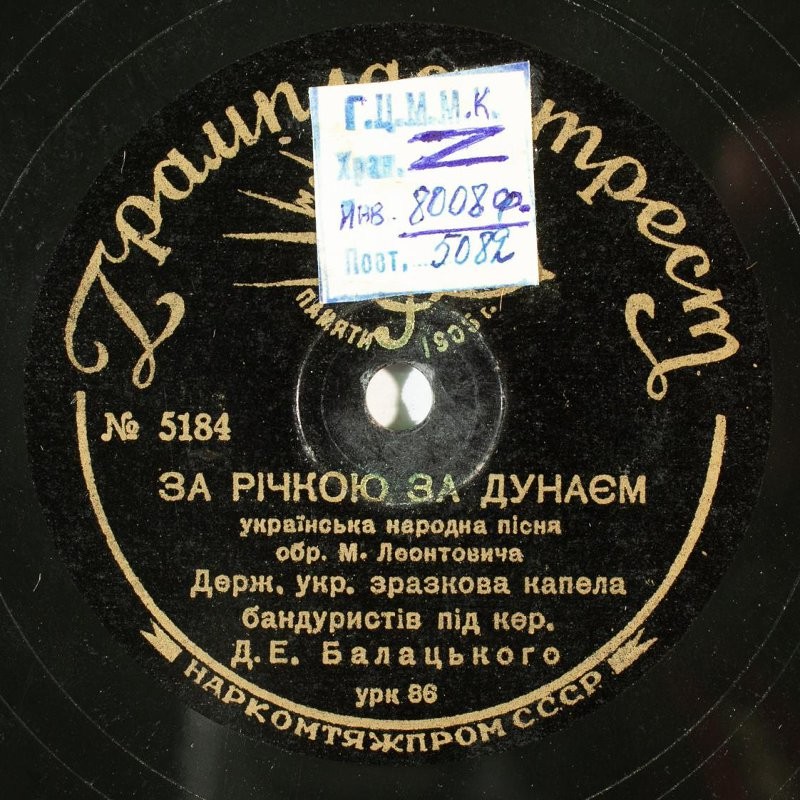 Грампласттрест
Г.Ц.М.М.К.
Хран.
Инв. 8008ф.
Пост. 5082
ПАМЯТИ 1905 г.
№ 5184
ЗА РІЧКОЮ ЗА ДУНАЄМ
українська народна пісня
обр. М. Леонтовича
Держ. укр. зразкова капела
бандуристів під кер.
Д. Е. Балацького
урк 86
НАРКОМТЯЖПРОМ СССР